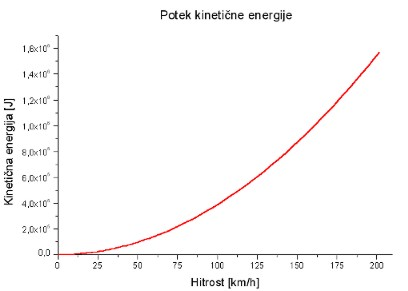 Potek kinetične energije
Kinetična energija [J]
1,6x10⁶
1,4x10⁶
1,2x10⁶
1,0x10⁶
8,0x10⁵
6,0x10⁵
4,0x10⁵
2,0x10⁵
0,0
0 25 50 75 100 125 150 175 200
Hitrost [km/h]